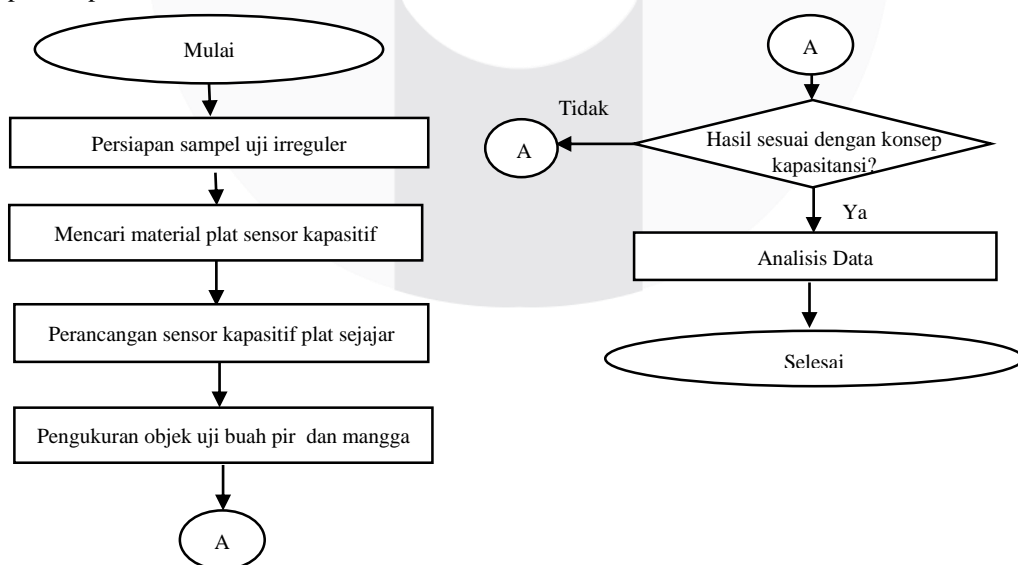 Mulai
Persiapan sampel uji irreguler
Mencari material plat sensor kapasitif
Perancangan sensor kapasitif plat sejajar
Pengukuran objek uji buah pir dan mangga
A
A
Hasil sesuai dengan konsep
kapasitansi?
Tidak
A
Ya
Analisis Data
Selesai